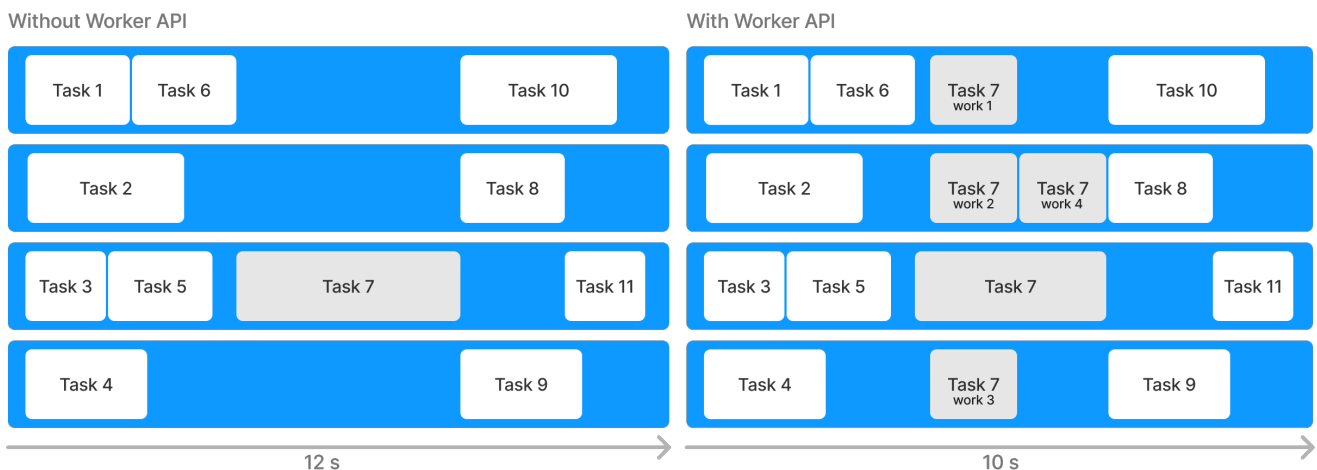 Without Worker API
Task 1
Task 6
Task 10
Task 2
Task 8
Task 3
Task 5
Task 7
Task 11
Task 4
Task 9
12 s
With Worker API
Task 1
Task 6
Task 7
work 1
Task 10
Task 2
Task 7
work 2
Task 7
work 4
Task 8
Task 3
Task 5
Task 7
Task 11
Task 4
Task 7
work 3
Task 9
10 s